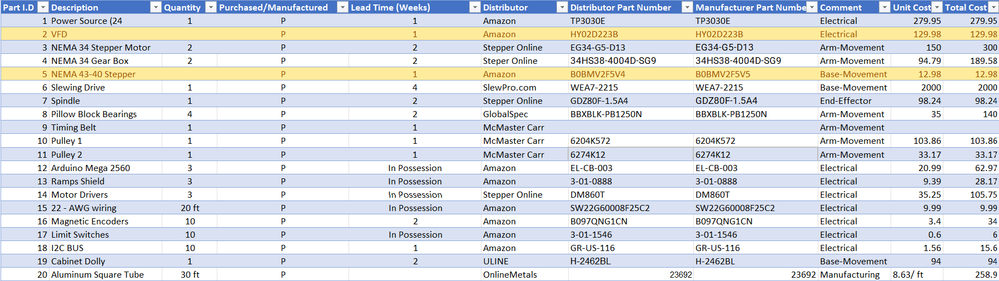 Part I.D Description Quantity Purchased/Manufactured Lead Time (Weeks) Distributor Distributor Part Number Manufacturer Part Numbe Comment Unit Cost Total Cost
1 Power Source (24 1 P 1 Amazon TP3030E TP3030E Electrical 279.95 279.95
2 VFD P 1 Amazon HY02D223B HY02D223B Electrical 129.98 129.98
3 NEMA 34 Stepper Motor 2 P 2 Stepper Online EG34-G5-D13 EG34-G5-D13 Arm-Movement 150 300
4 NEMA 34 Gear Box 2 P 2 Steper Online 34HS38-4004D-SG9 34HS38-4004D-SG9 Arm-Movement 94.79 189.58
5 NEMA 43-40 Stepper P 1 Amazon B0BMV2F5V4 B0BMV2F5V5 Base-Movement 12.98 12.98
6 Slewing Drive 1 P 4 SlewPro.com WEA7-2215 WEA7-2215 Base-Movement 2000 2000
7 Spindle 1 P 2 Stepper Online GDZ80F-1.5A4 GDZ80F-1.5A4 End-Effector 98.24 98.24
8 Pillow Block Bearings 4 P 2 GlobalSpec BBXBLK-PB1250N BBXBLK-PB1250N Arm-Movement 35 140
9 Timing Belt 1 P 1 McMaster Carr Arm-Movement
10 Pulley 1 1 P 1 McMaster Carr 6204K572 6204K572 Arm-Movement 103.86 103.86
11 Pulley 2 1 P 1 McMaster Carr 6274K12 6274K12 Arm-Movement 33.17 33.17
12 Arduino Mega 2560 3 P In Possession Amazon EL-CB-003 EL-CB-003 Electrical 20.99 62.97
13 Ramps Shield 3 P In Possession Amazon 3-01-0888 3-01-0888 Electrical 9.39 28.17
14 Motor Drivers 3 P In Possession Stepper Online DM860T DM860T Electrical 35.25 105.75
15 22 - AWG wiring 20 ft P In Possession Amazon SW22G60008F25C2 SW22G60008F25C2 Electrical 9.99 9.99
16 Magnetic Encoders 10 P 2 Amazon B097QNG1CN B097QNG1CN Electrical 3.4 34
17 Limit Switches 10 P In Possession Amazon 3-01-1546 3-01-1546 Electrical 0.6 6
18 I2C BUS 10 P 1 Amazon GR-US-116 GR-US-116 Electrical 1.56 15.6
19 Cabinet Dolly 1 P 2 ULINE H-2462BL H-2462BL Base-Movement 94 94
20 Aluminum Square Tube 30 ft P OnlineMetals 23692 23692 Manufacturing 8.63/ ft 258.9